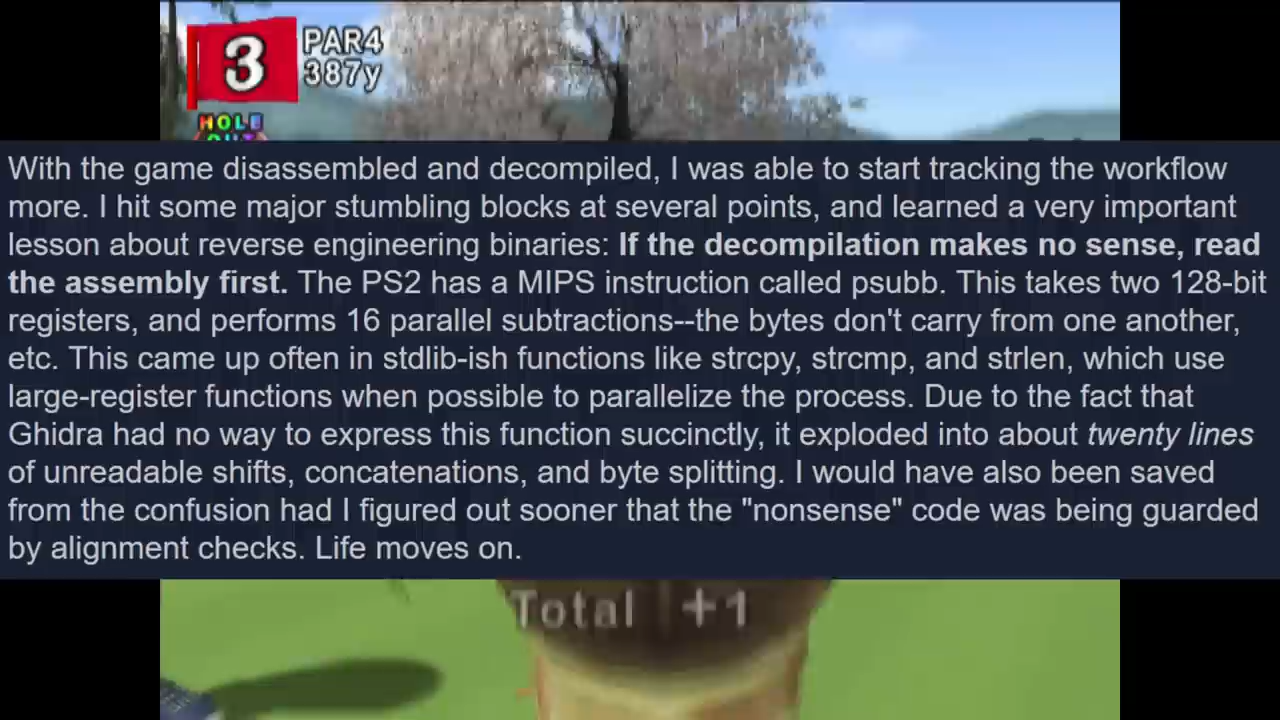 3
PAR4
387y
HOLE
OUT
With the game disassembled and decompiled, I was able to start tracking the workflow
more. I hit some major stumbling blocks at several points, and learned a very important
lesson about reverse engineering binaries: If the decompilation makes no sense, read
the assembly first. The PS2 has a MIPS instruction called psubb. This takes two 128-bit
registers, and performs 16 parallel subtractions--the bytes don't carry from one another,
etc. This came up often in stdlib-ish functions like strcpy, strcmp, and strlen, which use
large-register functions when possible to parallelize the process. Due to the fact that
Ghidra had no way to express this function succinctly, it exploded into about twenty lines
of unreadable shifts, concatenations, and byte splitting. I would have also been saved
from the confusion had I figured out sooner that the "nonsense" code was being guarded
by alignment checks. Life moves on.
Total +1